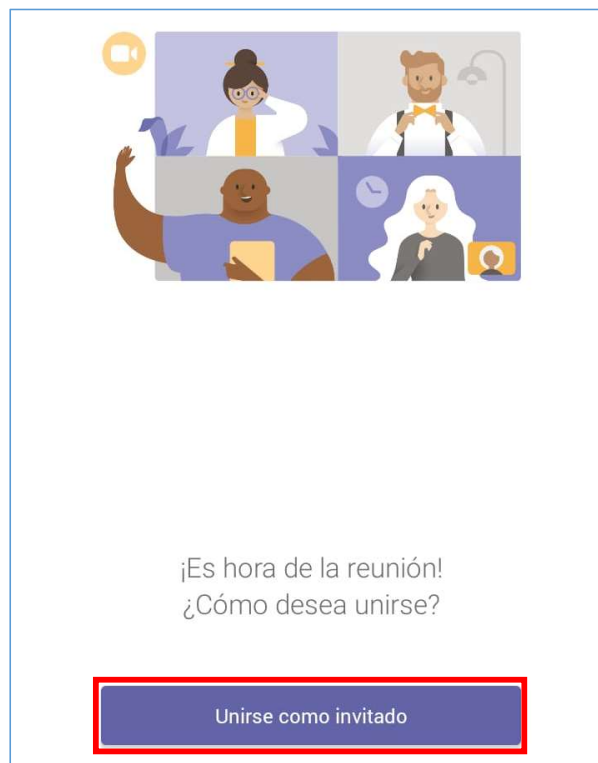 ¡Es hora de la reunión!
¿Cómo desea unirse?
Unirse como invitado